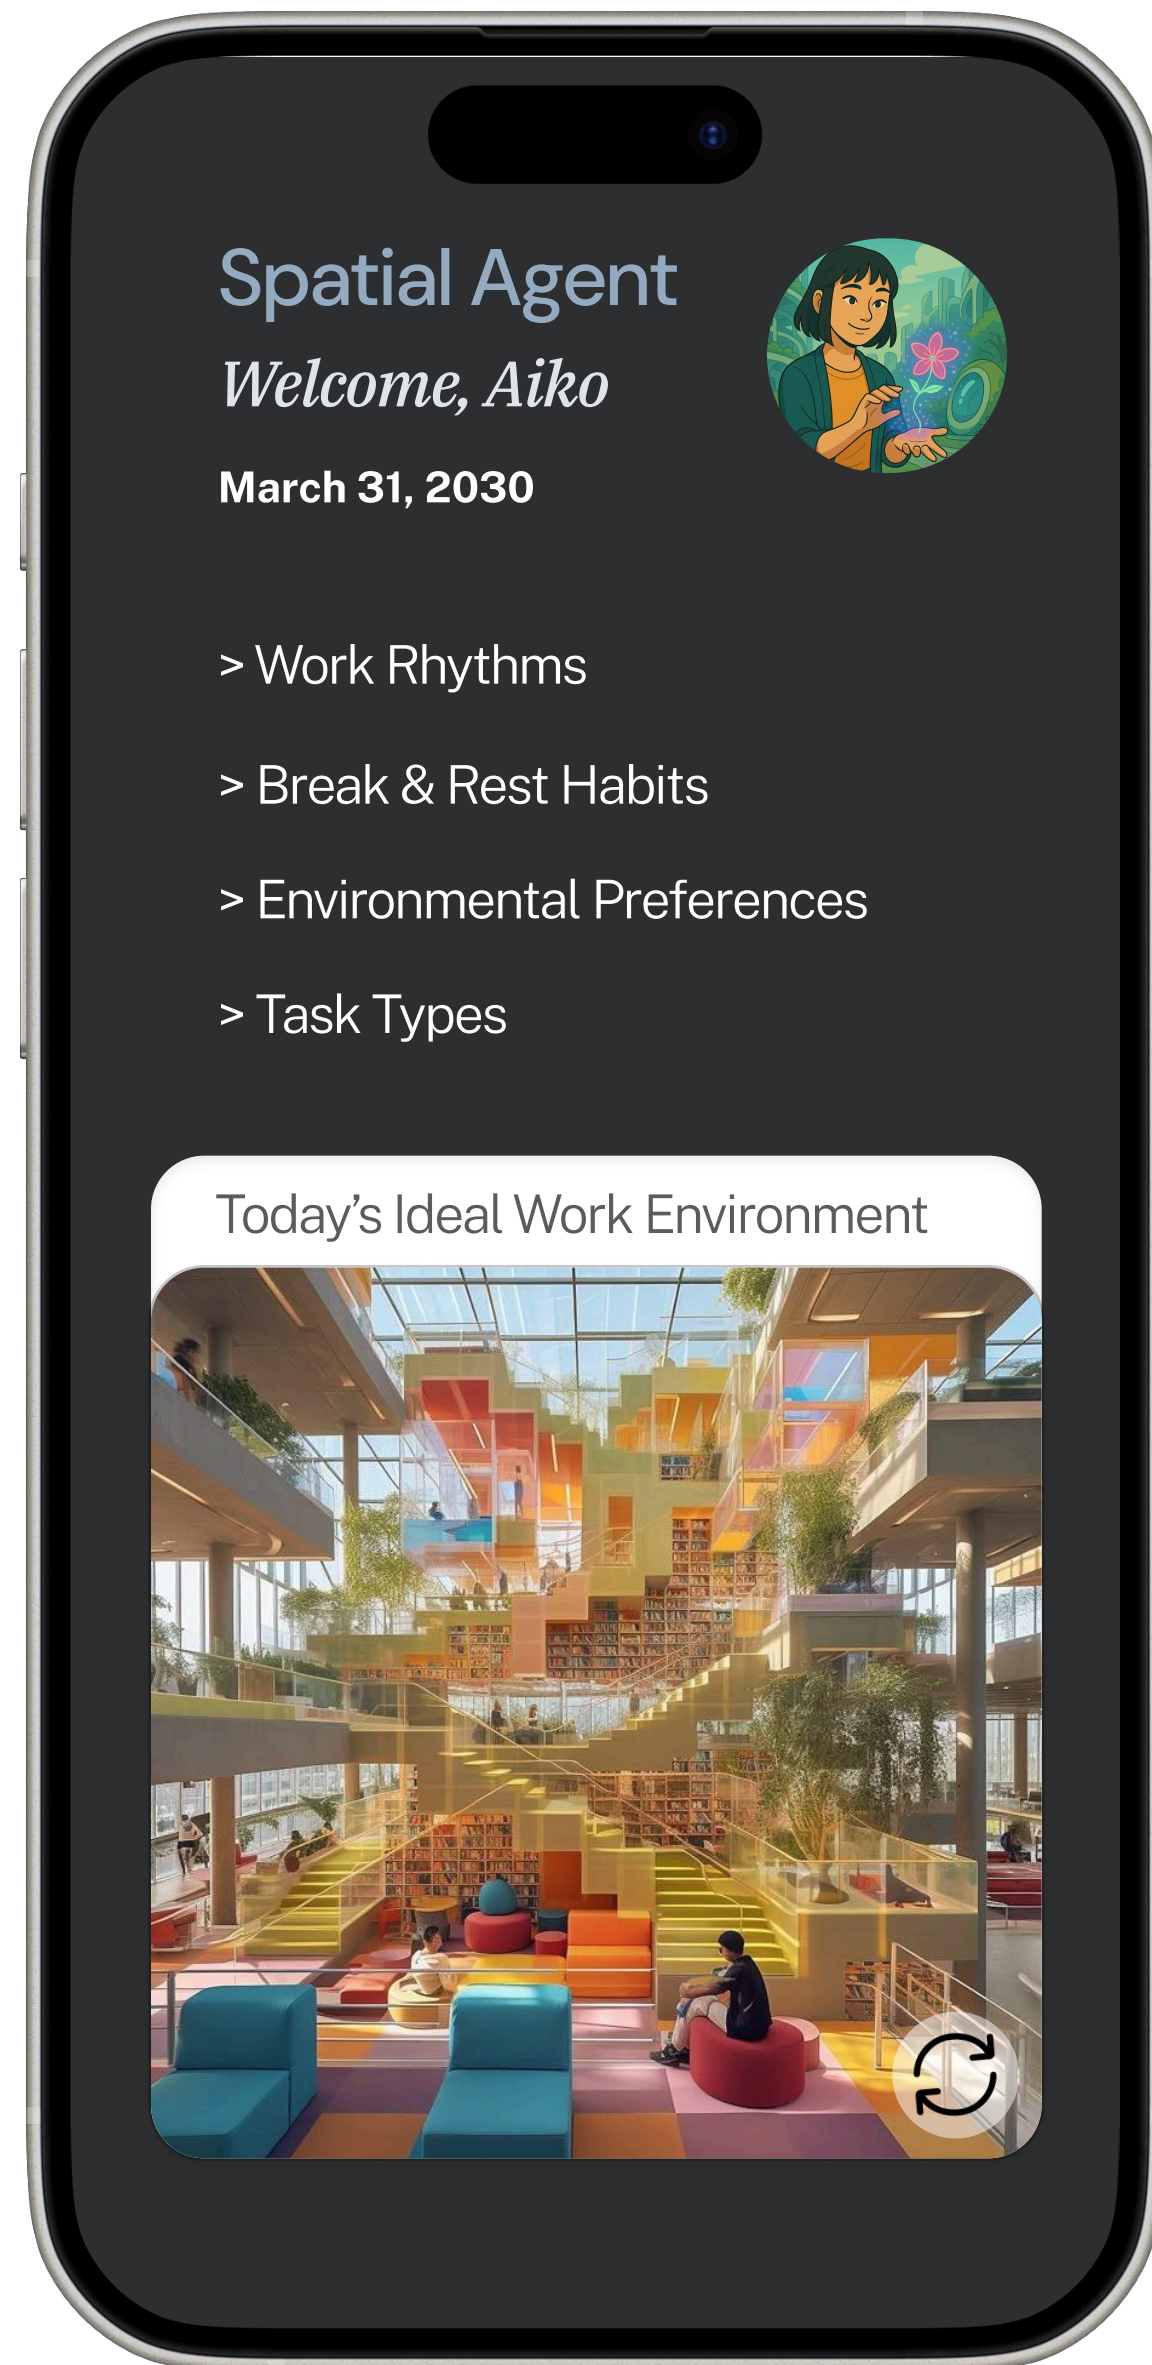 Spatial Agent
Welcome, Aiko
March 31, 2030
> Work Rhythms
> Break & Rest Habits
> Environmental Preferences
> Task Types
Today’s Ideal Work Environment